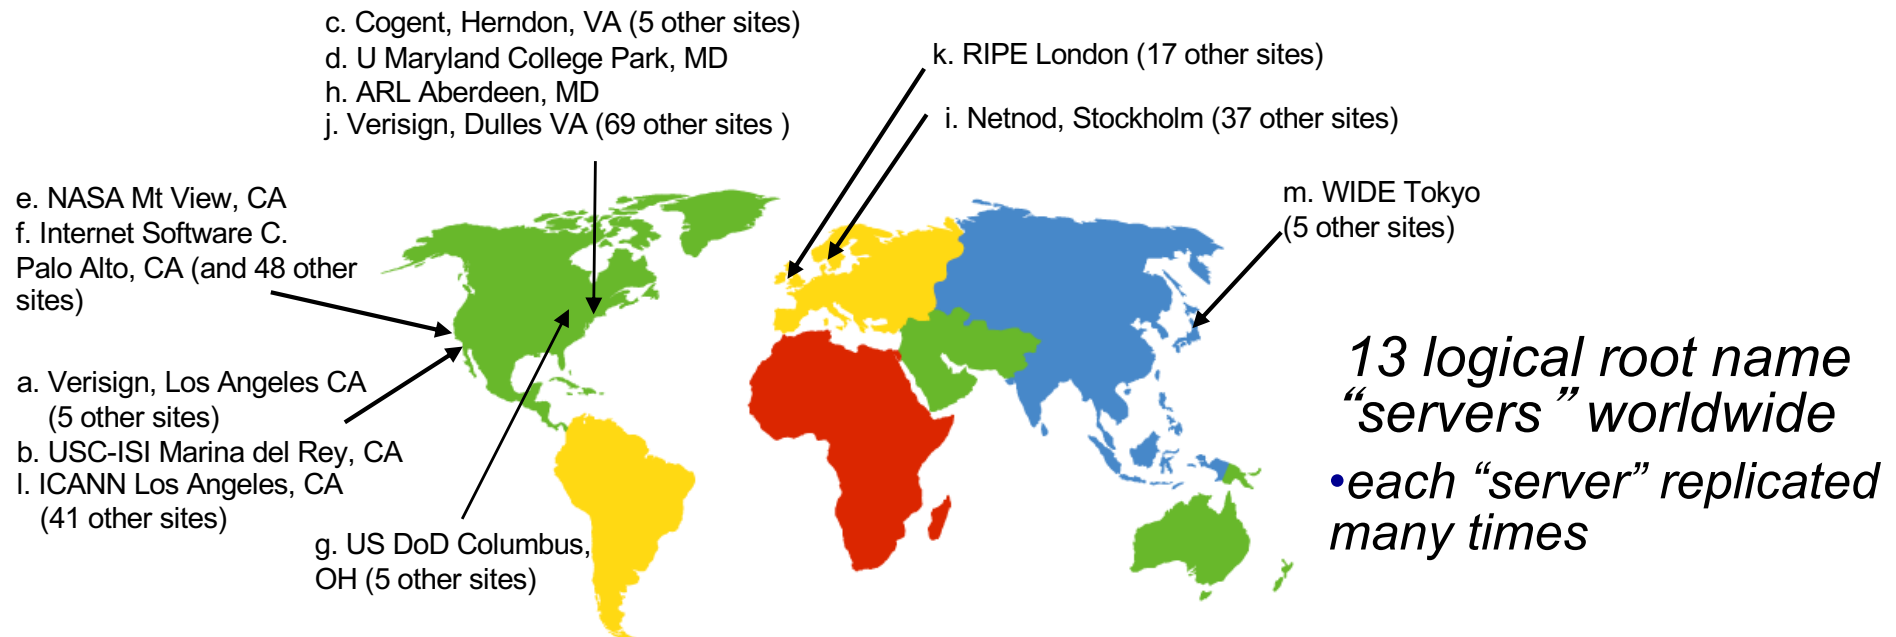 c. Cogent, Herndon, VA (5 other sites)
d. U Maryland College Park, MD
h. ARL Aberdeen, MD
j. Verisign, Dulles VA (69 other sites )
k. RIPE London (17 other sites)
i. Netnod, Stockholm (37 other sites)
m. WIDE Tokyo
(5 other sites)
e. NASA Mt View, CA
f. Internet Software C.
Palo Alto, CA (and 48 other
sites)
a. Verisign, Los Angeles CA
(5 other sites)
b. USC-ISI Marina del Rey, CA
l. ICANN Los Angeles, CA
(41 other sites)
g. US DoD Columbus,
OH (5 other sites)
13 logical root name
“servers” worldwide
•each “server” replicated
many times